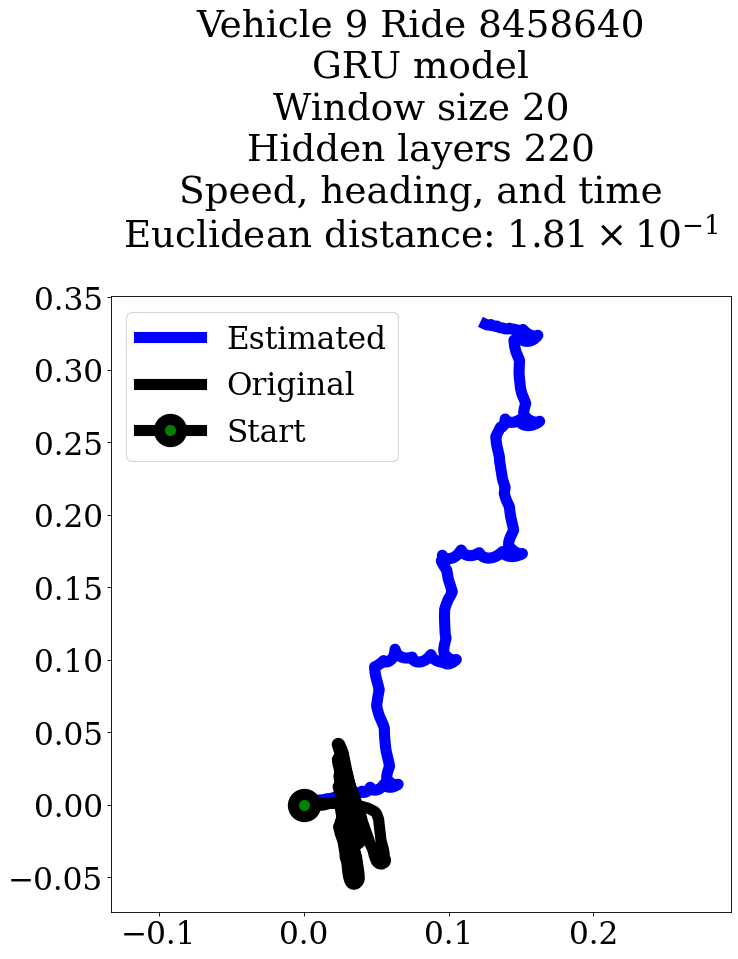 Vehicle 9 Ride 8458640
GRU model
Window size 20
Hidden layers 220
Speed, heading, and time
Euclidean distance: 1.81 × 10⁻¹
0.35
0.30
0.25
0.20
0.15
0.10
0.05
0.00
−0.05
Estimated
Original
Start
−0.1
0.0
0.1
0.2